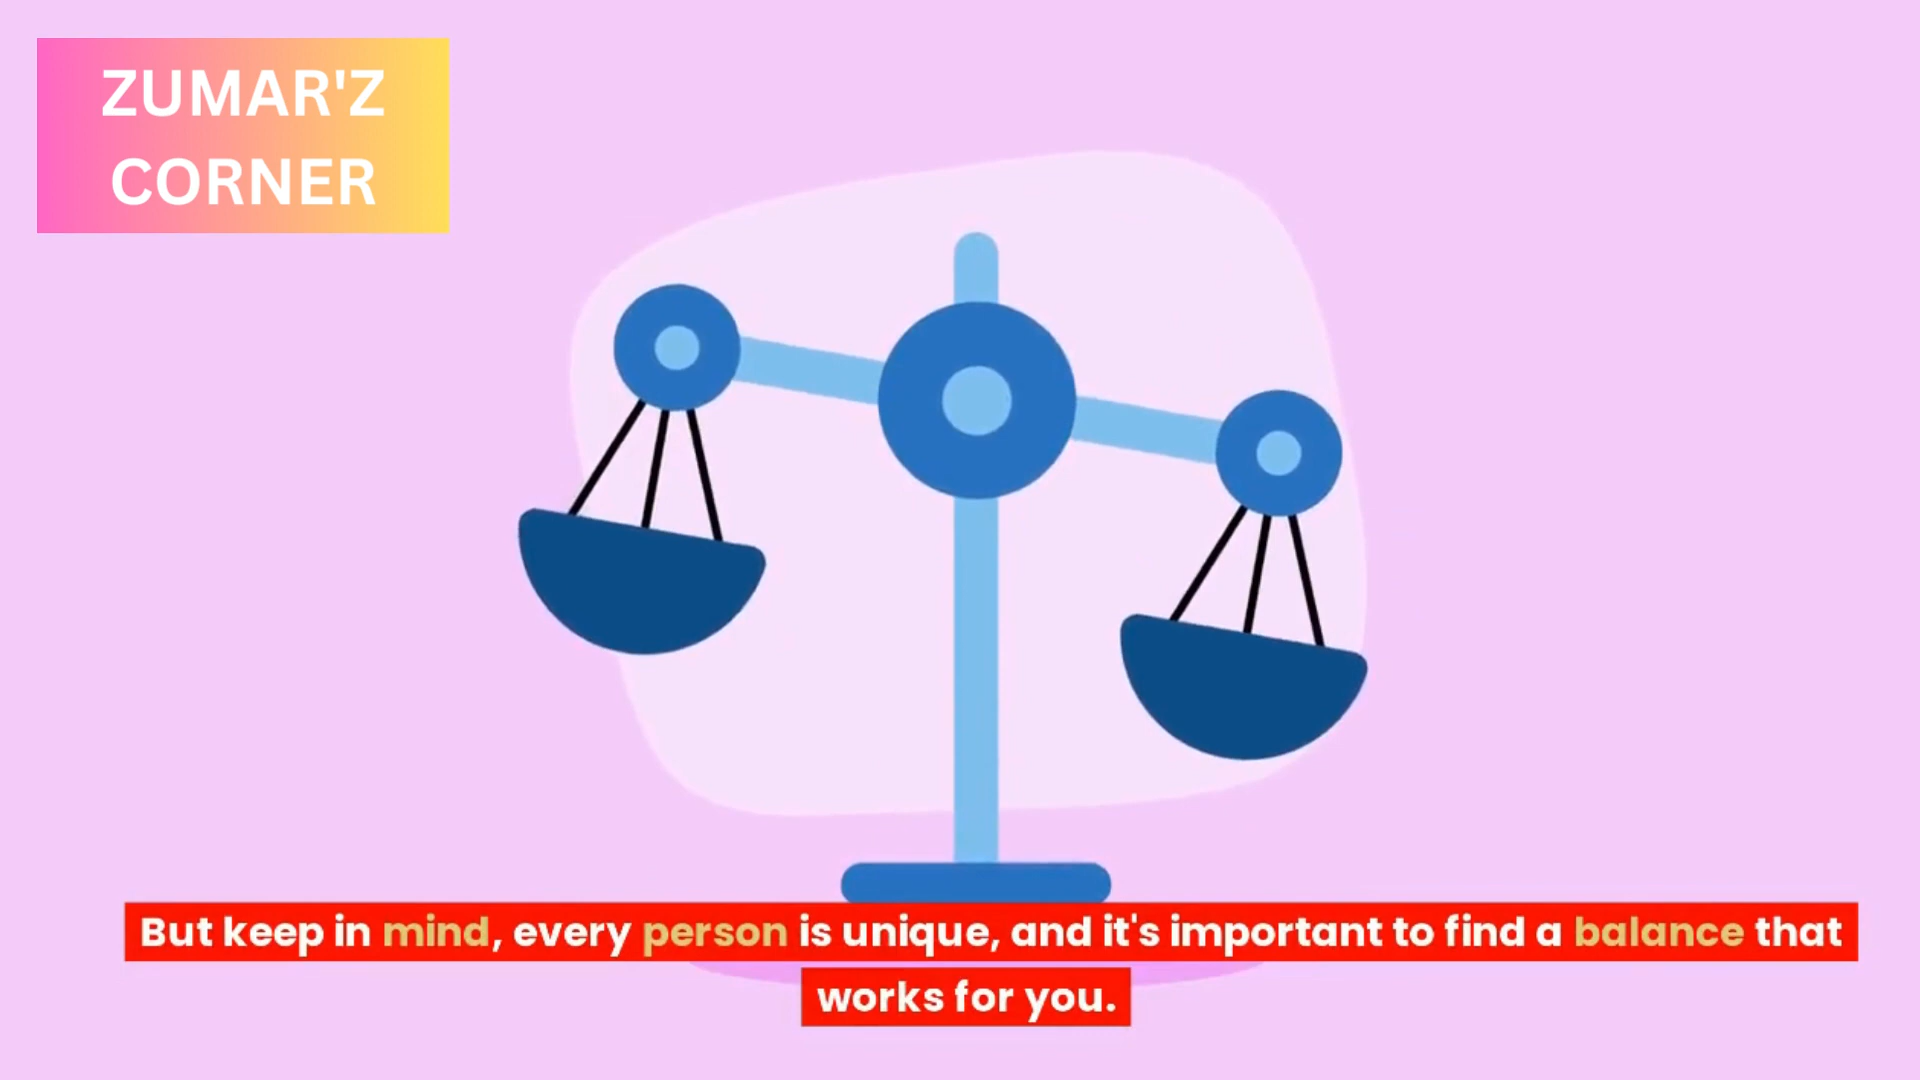 ZUMAR'Z
CORNER
But keep in mind, every person is unique, and it's important to find a balance that
works for you.